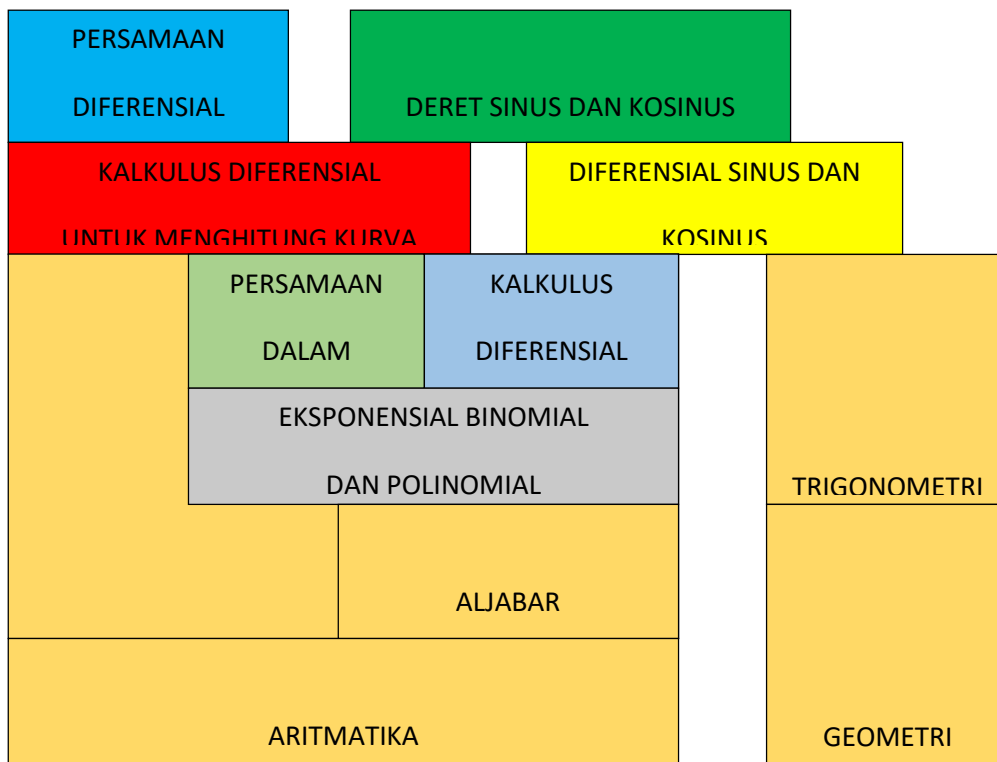 PERSAMAAN
DIFERENSIAL
DERET SINUS DAN KOSINUS
KALKULUS DIFERENSIAL
UNTUK MENGHITUNG KURVA
DIFERENSIAL SINUS DAN
KOSINUS
PERSAMAAN
DALAM
KALKULUS
DIFERENSIAL
EKSPONENSIAL BINOMIAL
DAN POLINOMIAL
TRIGONOMETRI
ALJABAR
ARITMATIKA
GEOMETRI